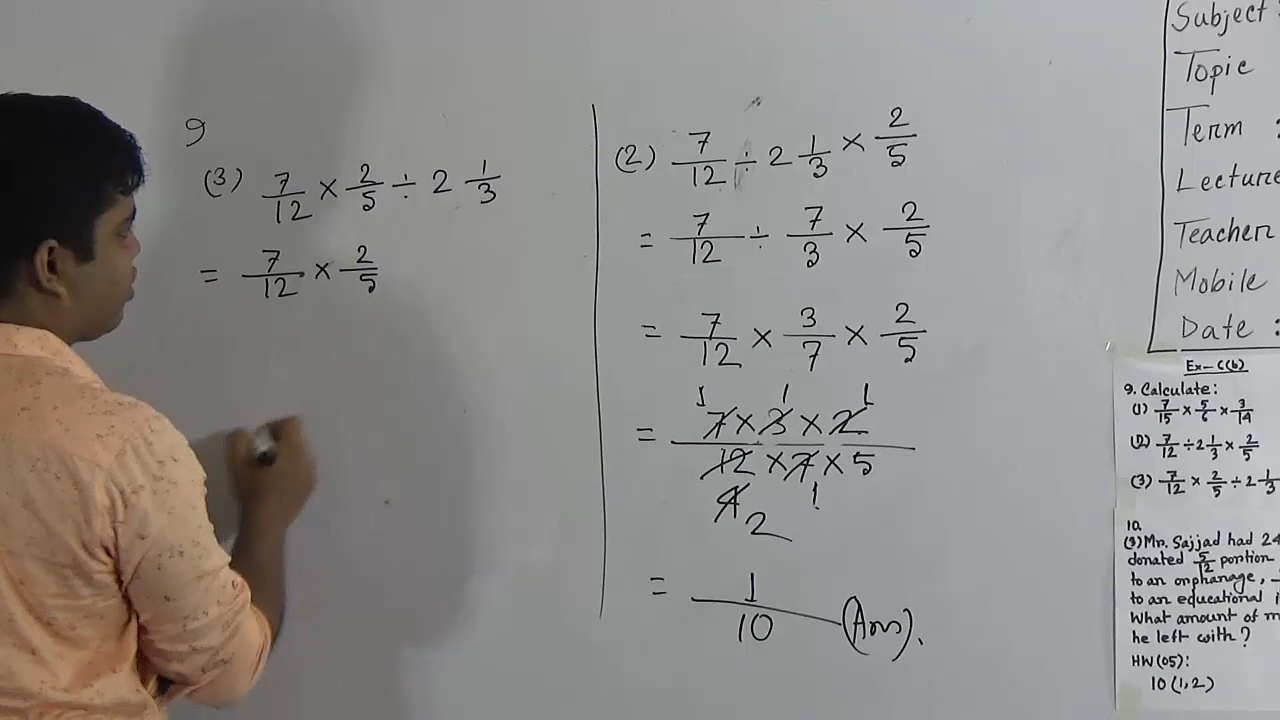 9
(3) 7/12 × 2/5 ÷ 2 1/3
= 7/12 × 2/5
(2) 7/12 ÷ 2 1/3 × 2/5
= 7/12 ÷ 7/3 × 2/5
= 7/12 × 3/7 × 2/5
1 1 1
= 7×3×2 / 12×7×5
4 2 1
= 1/10 (Ans).
Subject:
Topic
Term :
Lecture
Teacher
Mobile
Date :
Ex-6(b)
9. Calculate:
(1) 7/15 × 5/6 × 3/14
(2) 7/12 ÷ 2 1/3 × 2/5
(3) 7/12 × 2/5 ÷ 2 1/3
10.
(3) Mr. Sajjad had 24
donated 5/12 portion
to an orphanage,
to an educational i
What amount of m
he left with?
HW(05):
10(1,2)